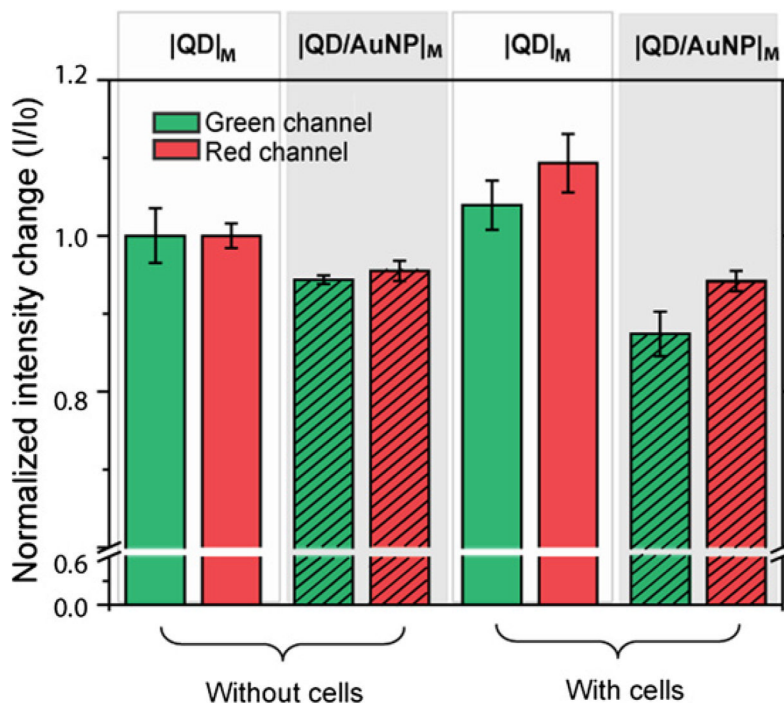 |QD|M |QD/AuNP|M |QD|M |QD/AuNP|M
1.2
1.0
0.8
0.6
0.0
Normalized intensity change (I/I0)
Green channel
Red channel
Without cells With cells